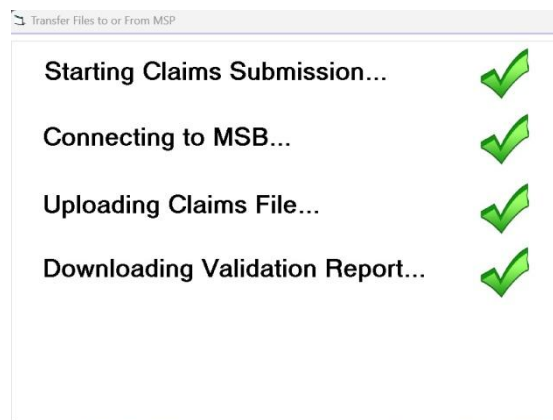 Transfer Files to or From MSP
Starting Claims Submission...
Connecting to MSB...
Uploading Claims File...
Downloading Validation Report...